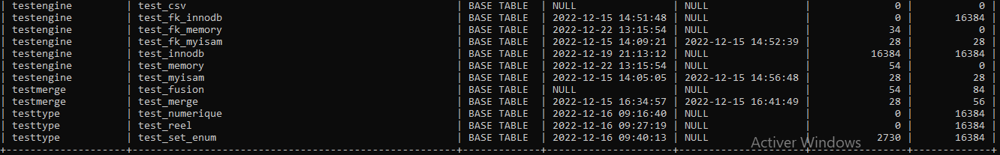 | testengine | test_csv | BASE TABLE | NULL | NULL | 0 | 0 |
| testengine | test_fk_innodb | BASE TABLE | 2022-12-15 14:51:48 | NULL | 0 | 16384 |
| testengine | test_fk_memory | BASE TABLE | 2022-12-22 13:15:54 | NULL | 34 | 0 |
| testengine | test_fk_myisam | BASE TABLE | 2022-12-15 14:09:21 | 2022-12-15 14:52:39 | 28 | 28 |
| testengine | test_innodb | BASE TABLE | 2022-12-19 21:13:12 | NULL | 16384 | 16384 |
| testengine | test_memory | BASE TABLE | 2022-12-22 13:15:54 | NULL | 54 | 0 |
| testengine | test_myisam | BASE TABLE | 2022-12-15 14:05:05 | 2022-12-15 14:56:48 | 28 | 28 |
| testmerge | test_fusion | BASE TABLE | NULL | NULL | 54 | 84 |
| testmerge | test_merge | BASE TABLE | 2022-12-15 16:34:57 | 2022-12-15 16:41:49 | 28 | 56 |
| testtype | test_numerique | BASE TABLE | 2022-12-16 09:16:40 | NULL | 0 | 16384 |
| testtype | test_reel | BASE TABLE | 2022-12-16 09:27:19 | NULL | 0 | 16384 |
| testtype | test_set_enum | BASE TABLE | 2022-12-16 09:40:13 | NULL | 2730 | 16384 |
Activer Windows